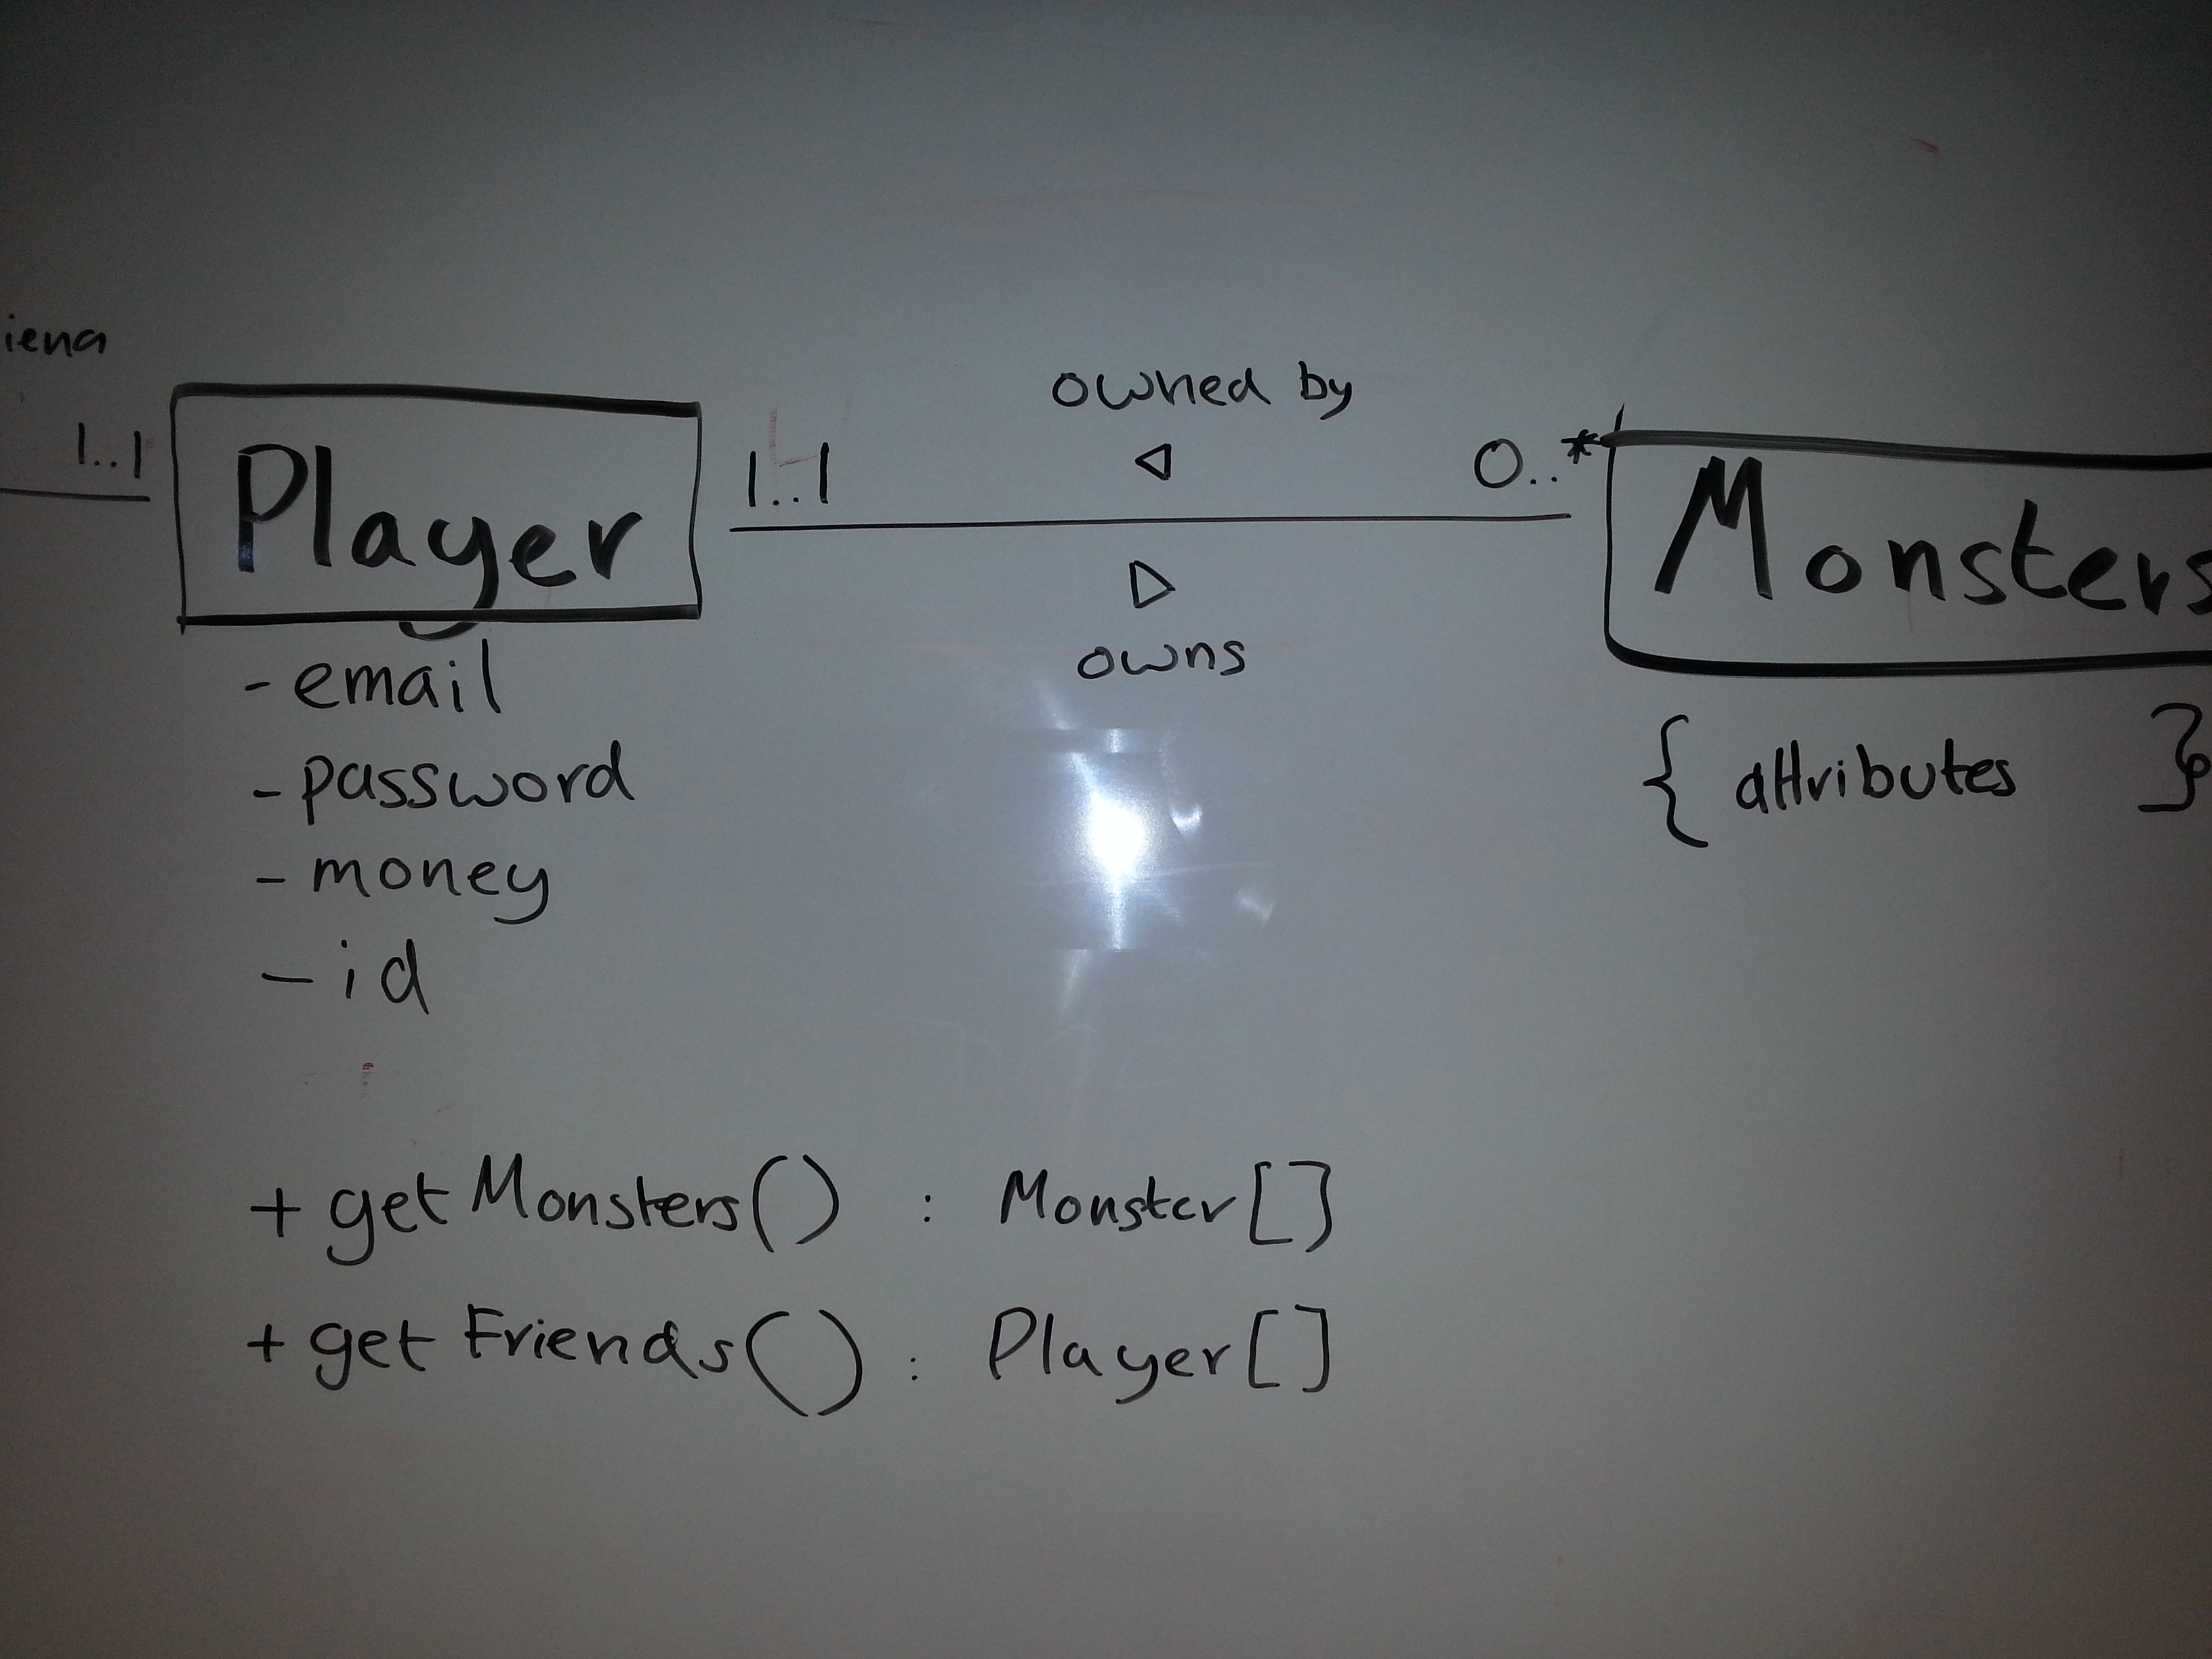 owned by
1..1
Player
1..1
◁
0..*
Monsters
▷
owns
- email
- password
- money
- id
{ attributes }
+ getMonsters() : Monster[]
+ getFriends() : Player[]